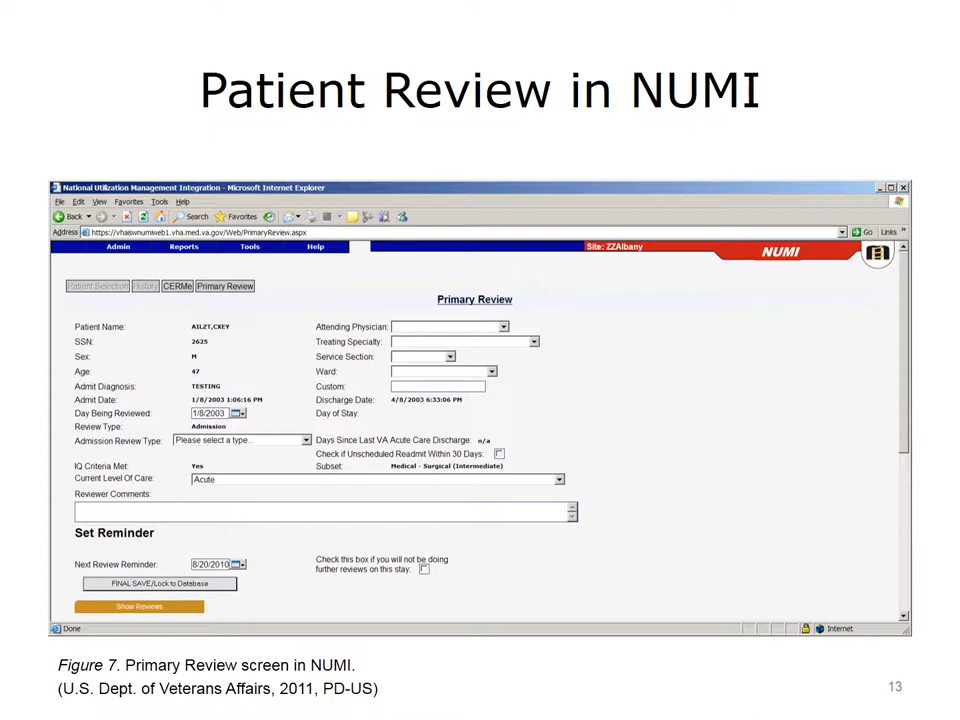 Patient Review in NUMI
National Utilization Management Integration - Microsoft Internet Explorer
File Edit View Favorites Tools Help
Back Search Favorites
Address https://vhaiswnumiweb1.vha.med.va.gov/Web/PrimaryReview.aspx Go Links »
Admin Reports Tools Help Site: ZZAlbany NUMI
Patient Selection History CERMe Primary Review
Primary Review
Patient Name: AILZT,CXEY Attending Physician:
SSN: 2625 Treating Specialty:
Sex: M Service Section:
Age: 47 Ward:
Admit Diagnosis: TESTING Custom:
Admit Date: 1/8/2003 1:06:16 PM Discharge Date: 4/8/2003 6:33:06 PM
Day Being Reviewed: 1/8/2003 Day of Stay:
Review Type: Admission
Admission Review Type: Please select a type... Days Since Last VA Acute Care Discharge: n/a
Check if Unscheduled Readmit Within 30 Days:
IQ Criteria Met: Yes Subset: Medical - Surgical (Intermediate)
Current Level Of Care: Acute
Reviewer Comments:
Set Reminder
Next Review Reminder: 8/20/2010 Check this box if you will not be doing
further reviews on this stay:
FINAL SAVE/Lock to Database
Show Reviews
Done Internet
Figure 7. Primary Review screen in NUMI.
(U.S. Dept. of Veterans Affairs, 2011, PD-US)
13